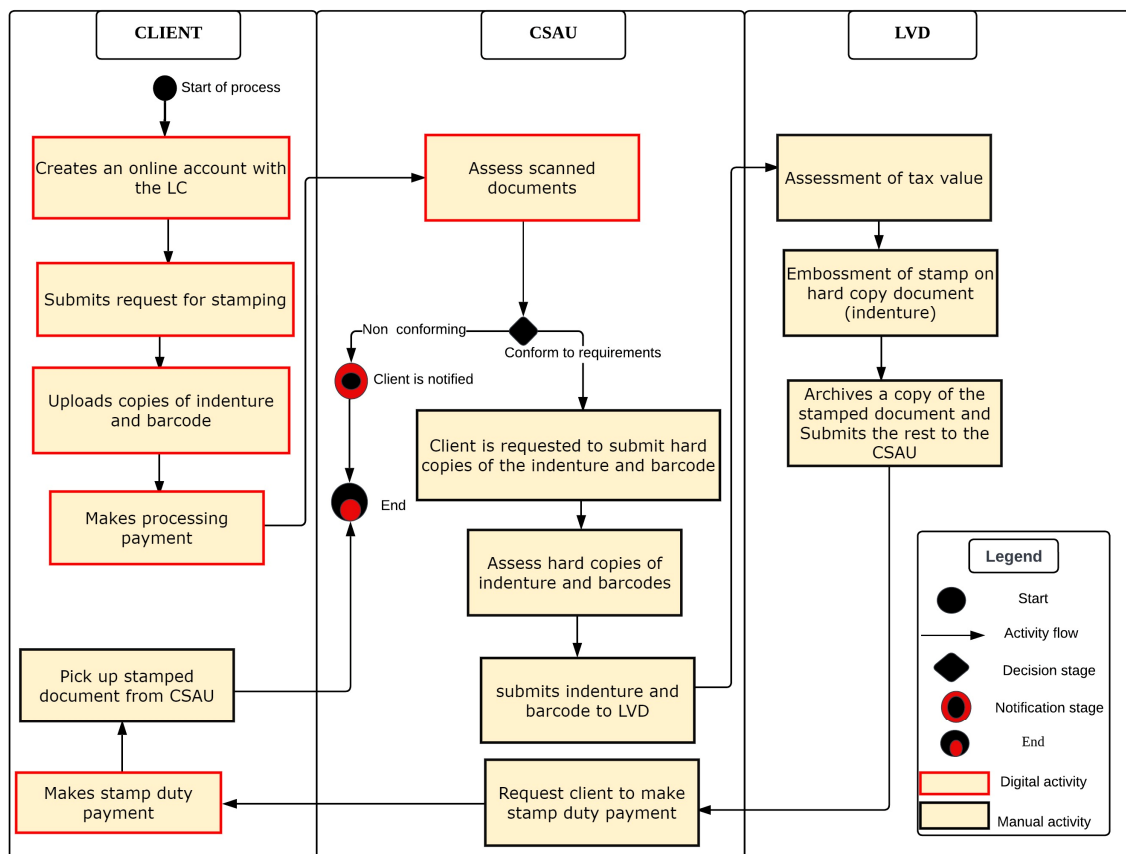 CLIENT
CSAU
LVD
Start of process
Creates an online account with
the LC
Submits request for stamping
Uploads copies of indenture
and barcode
Makes processing
payment
Pick up stamped
document from CSAU
Makes stamp duty
payment
Assess scanned
documents
Non conforming
Conform to requirements
Client is notified
End
Client is requested to submit hard
copies of the indenture and barcode
Assess hard copies of
indenture and barcodes
submits indenture and
barcode to LVD
Request client to make
stamp duty payment
Assessment of tax value
Embossment of stamp on
hard copy document
(indenture)
Archives a copy of the
stamped document and
Submits the rest to the
CSAU
Legend
Start
Activity flow
Decision stage
Notification stage
End
Digital activity
Manual activity